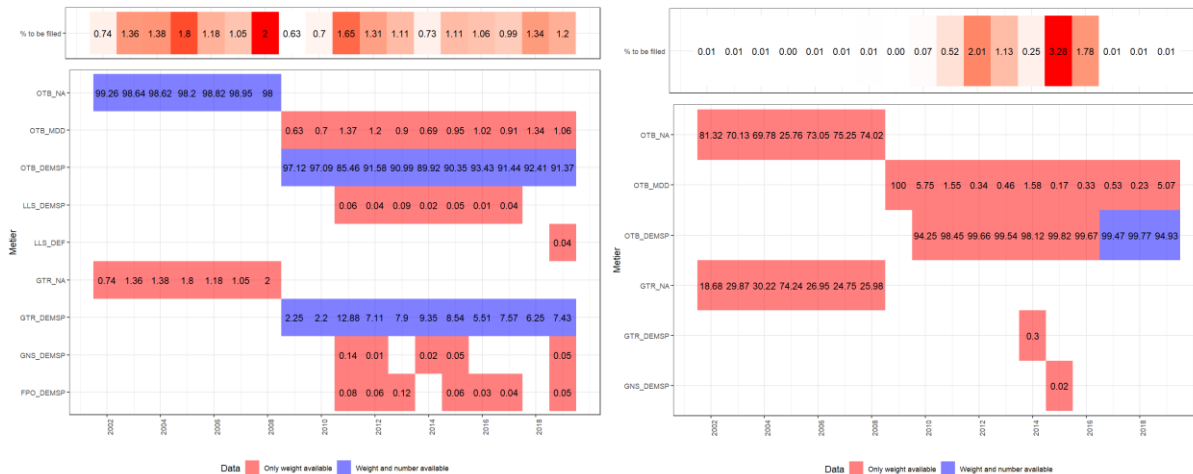 % to be filled
0.74 1.36 1.38 1.8 1.18 1.05 2 0.63 0.7 1.65 1.31 1.11 0.73 1.11 1.06 0.99 1.34 1.2
Metier
OTB_NA
99.26 98.64 98.62 98.2 98.82 98.95 98
OTB_MDD
0.63 0.7 1.37 1.2 0.9 0.69 0.95 1.02 0.91 1.34 1.06
OTB_DEMSP
97.12 97.09 85.46 91.58 90.99 89.92 90.35 93.43 91.44 92.41 91.37
LLS_DEMSP
0.06 0.04 0.09 0.02 0.05 0.01 0.04
LLS_DEF
0.04
GTR_NA
0.74 1.36 1.38 1.8 1.18 1.05 2
GTR_DEMSP
2.25 2.2 12.88 7.11 7.9 9.35 8.54 5.51 7.57 6.25 7.43
GNS_DEMSP
0.14 0.01 0.02 0.05 0.05
FPO_DEMSP
0.08 0.06 0.12 0.06 0.03 0.04 0.05
2002 2004 2006 2008 2010 2012 2014 2016 2018
Data Only weight available Weight and number available
% to be filled
0.01 0.01 0.01 0.00 0.01 0.01 0.01 0.00 0.07 0.52 2.01 1.13 0.25 3.28 1.78 0.01 0.01 0.01
Metier
OTB_NA
81.32 70.13 69.78 25.76 73.05 75.25 74.02
OTB_MDD
100 5.75 1.55 0.34 0.46 1.58 0.17 0.33 0.53 0.23 5.07
OTB_DEMSP
94.25 98.45 99.66 99.54 98.12 99.82 99.67 99.47 99.77 94.93
GTR_NA
18.68 29.87 30.22 74.24 26.95 24.75 25.98
GTR_DEMSP
0.3
GNS_DEMSP
0.02
2002 2004 2006 2008 2010 2012 2014 2016 2018
Data Only weight available Weight and number available